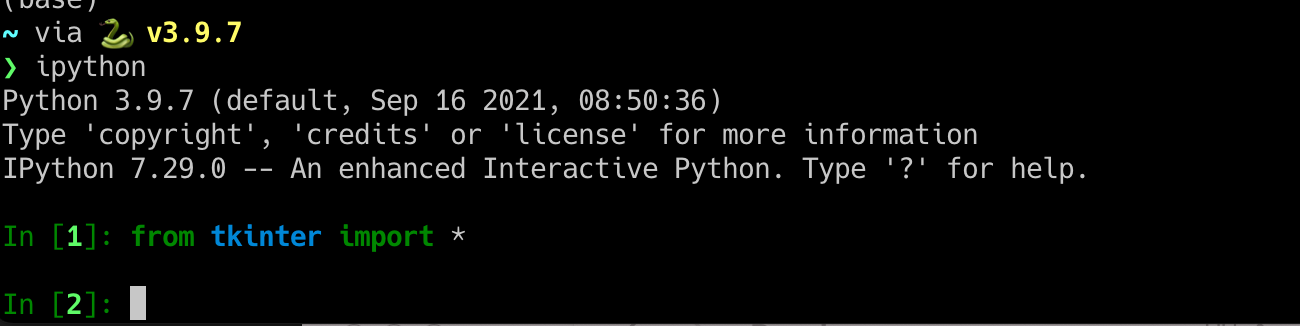 (base)
~ via 🐍 v3.9.7
❯ ipython
Python 3.9.7 (default, Sep 16 2021, 08:50:36)
Type 'copyright', 'credits' or 'license' for more information
IPython 7.29.0 -- An enhanced Interactive Python. Type '?' for help.
In [1]: from tkinter import *
In [2]: